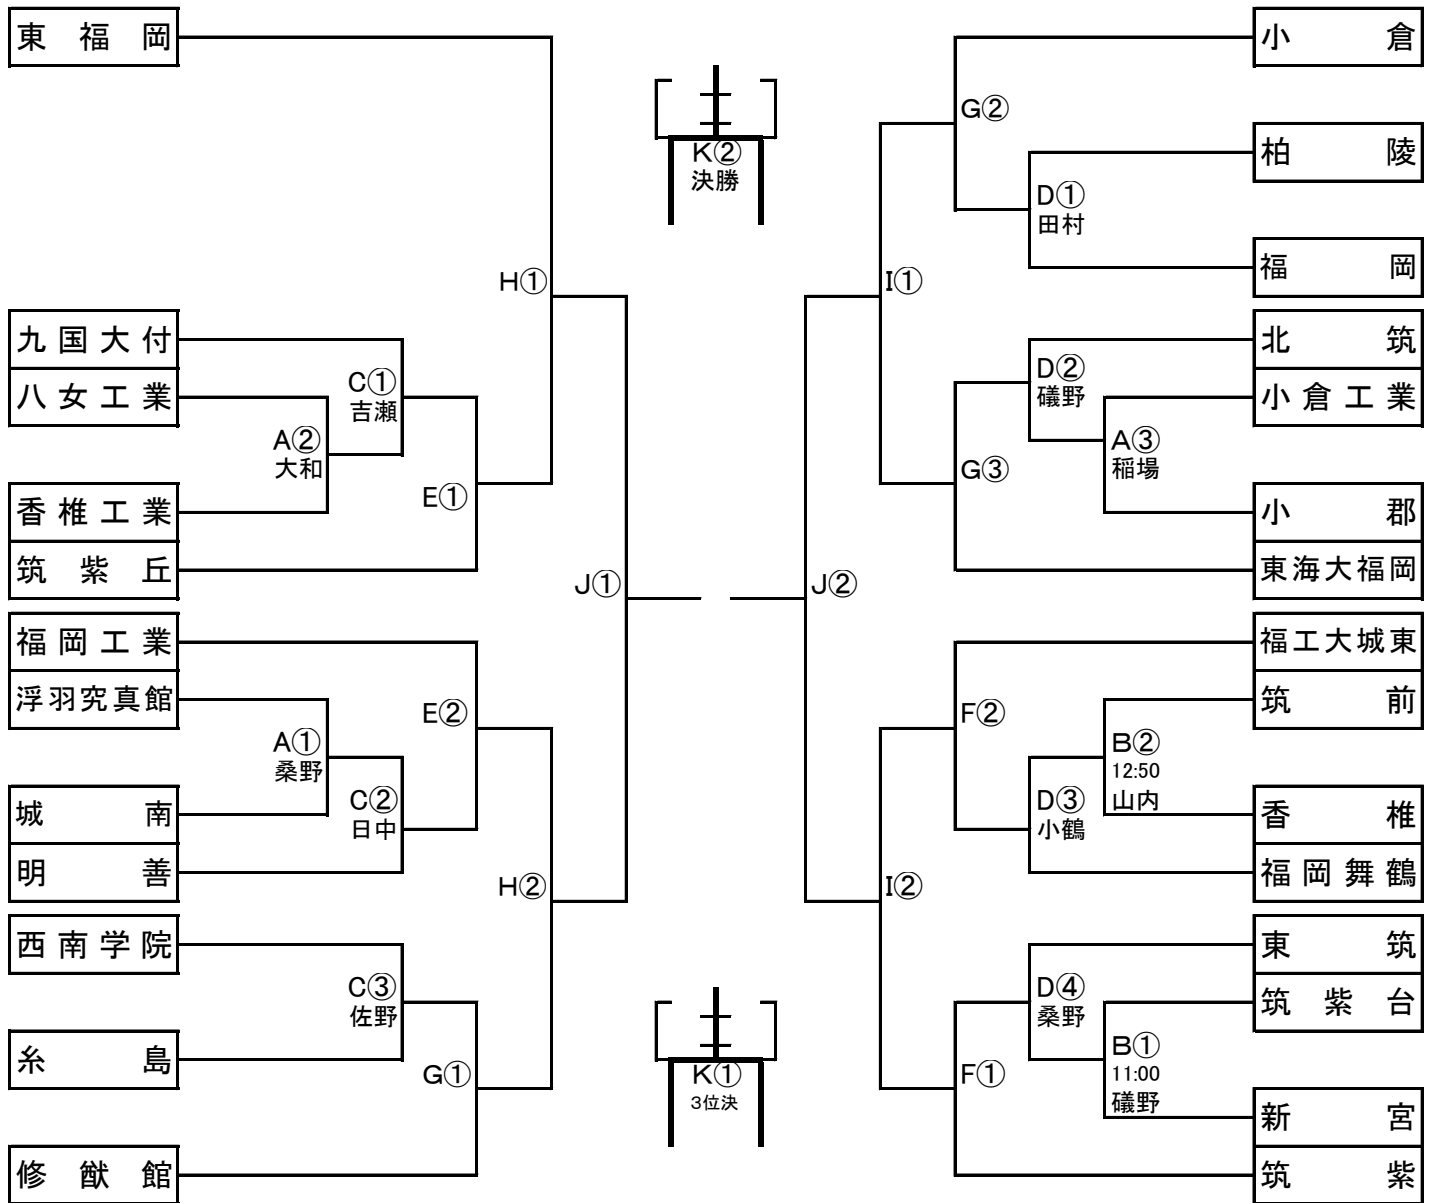 東福岡
九国大付
八女工業
香椎工業
筑紫丘
福岡工業
浮羽究真館
城南
明善
西南学院
糸島
修猷館
A②
大和
C①
吉瀬
E①
H①
A①
桑野
C②
日中
E②
C③
佐野
G①
H②
J①
K②
決勝
K①
3位決
J②
I①
G②
D①
田村
G③
D②
礒野
A③
稲場
I②
F②
D③
小鶴
B②
12:50
山内
F①
D④
桑野
B①
11:00
礒野
小倉
柏陵
福岡
北筑
小倉工業
小郡
東海大福岡
福工大城東
筑前
香椎
福岡舞鶴
東筑
筑紫台
新宮
筑紫